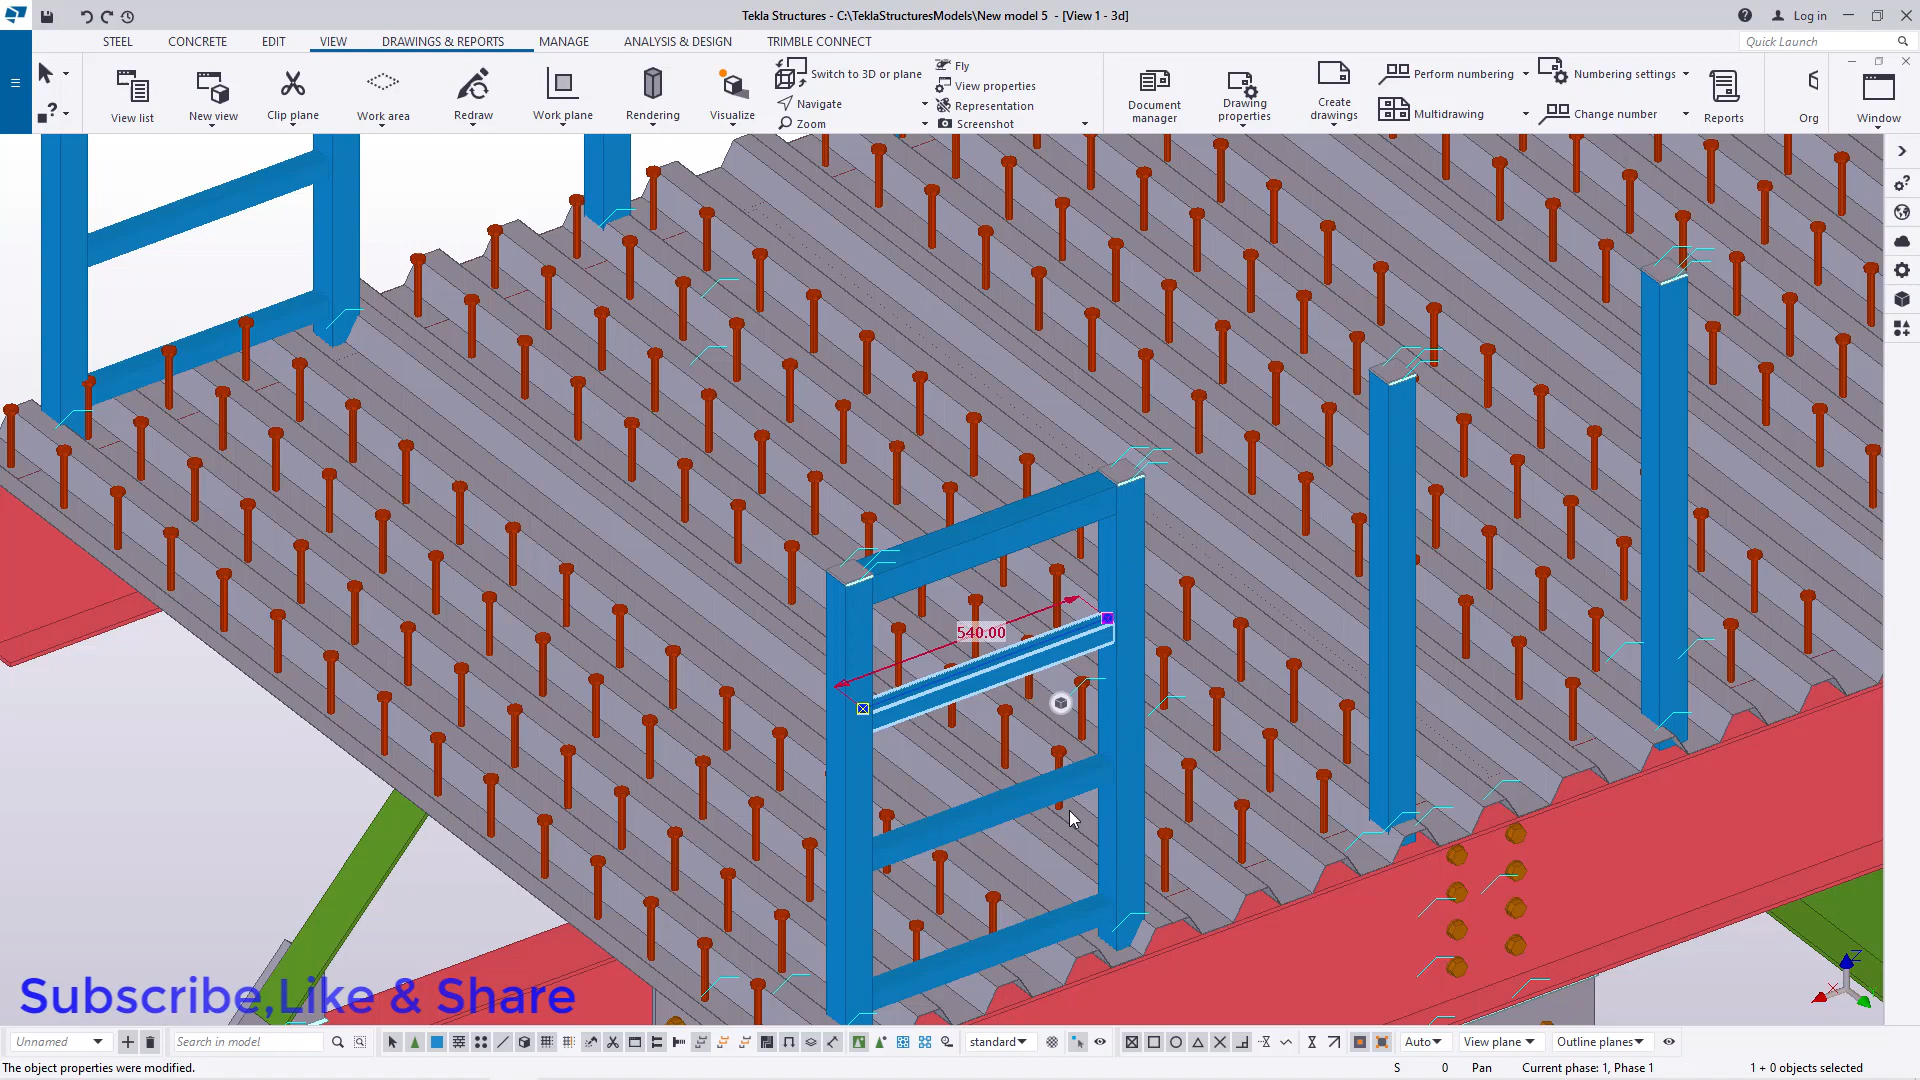 Tekla Structures - C:\TeklaStructuresModels\New model 5 - [View 1 - 3d]
Log in
STEEL CONCRETE EDIT VIEW DRAWINGS & REPORTS MANAGE ANALYSIS & DESIGN TRIMBLE CONNECT
Quick Launch
View list
New view
Clip plane
Work area
Redraw
Work plane
Rendering
Visualize
Switch to 3D or plane
Navigate
Zoom
Fly
View properties
Representation
Screenshot
Document
manager
Drawing
properties
Create
drawings
Perform numbering
Multidrawing
Numbering settings
Change number
Reports
Org
Window
540.00
Z
X
Subscribe,Like & Share
Unnamed
Search in model
standard
Auto
View plane
Outline planes
The object properties were modified.
S 0 Pan Current phase: 1, Phase 1 1 + 0 objects selected